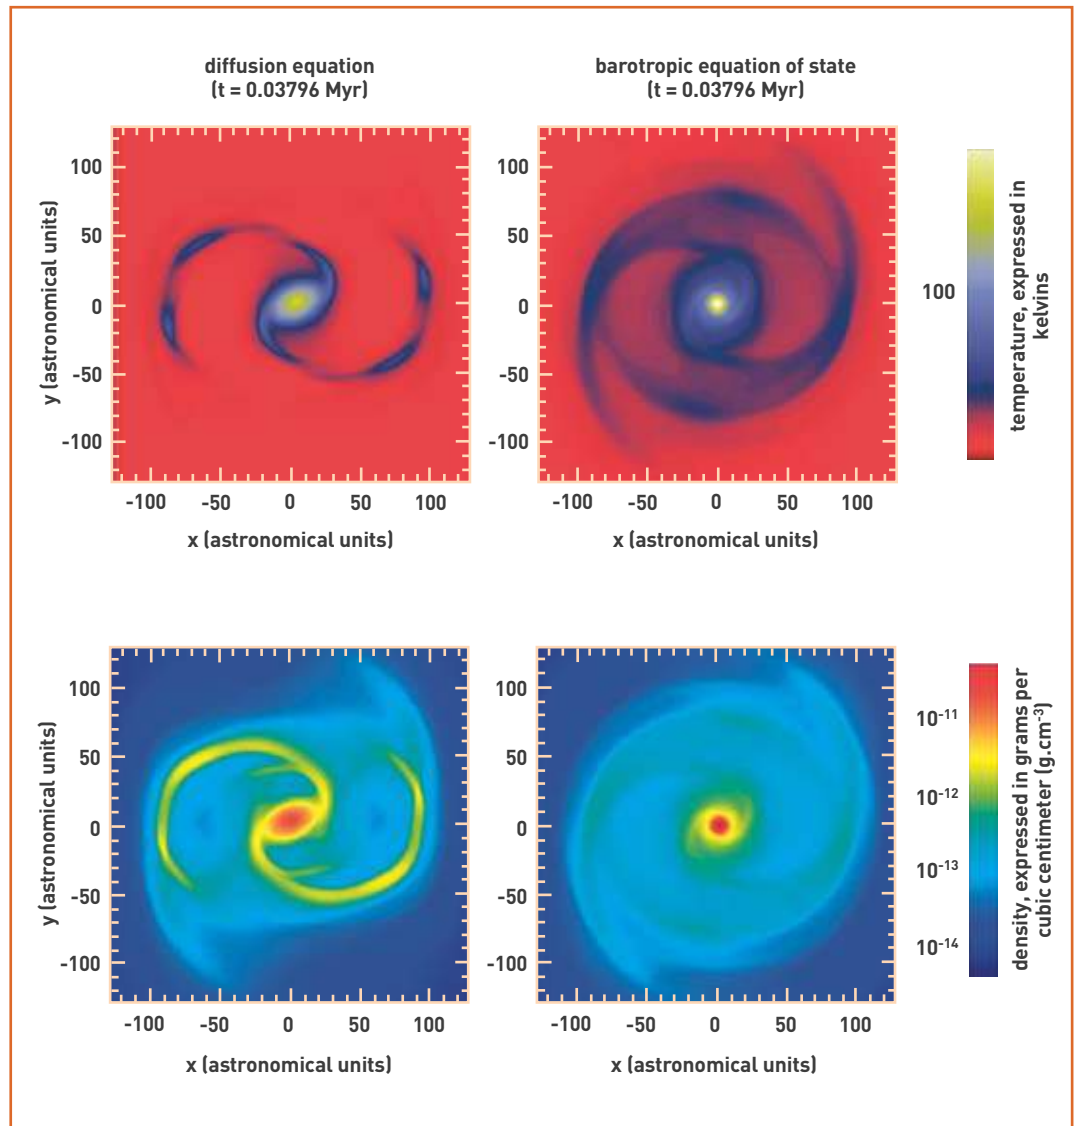 diffusion equation
(t = 0.03796 Myr)
barotropic equation of state
(t = 0.03796 Myr)
y (astronomical units)
100
50
0
-50
-100
-100 -50 0 50 100
x (astronomical units)
100
50
0
-50
-100
-100 -50 0 50 100
x (astronomical units)
100
temperature, expressed in
kelvins
y (astronomical units)
100
50
0
-50
-100
-100 -50 0 50 100
x (astronomical units)
100
50
0
-50
-100
-100 -50 0 50 100
x (astronomical units)
10⁻¹¹
10⁻¹²
10⁻¹³
10⁻¹⁴
density, expressed in grams per
cubic centimeter (g.cm⁻³)